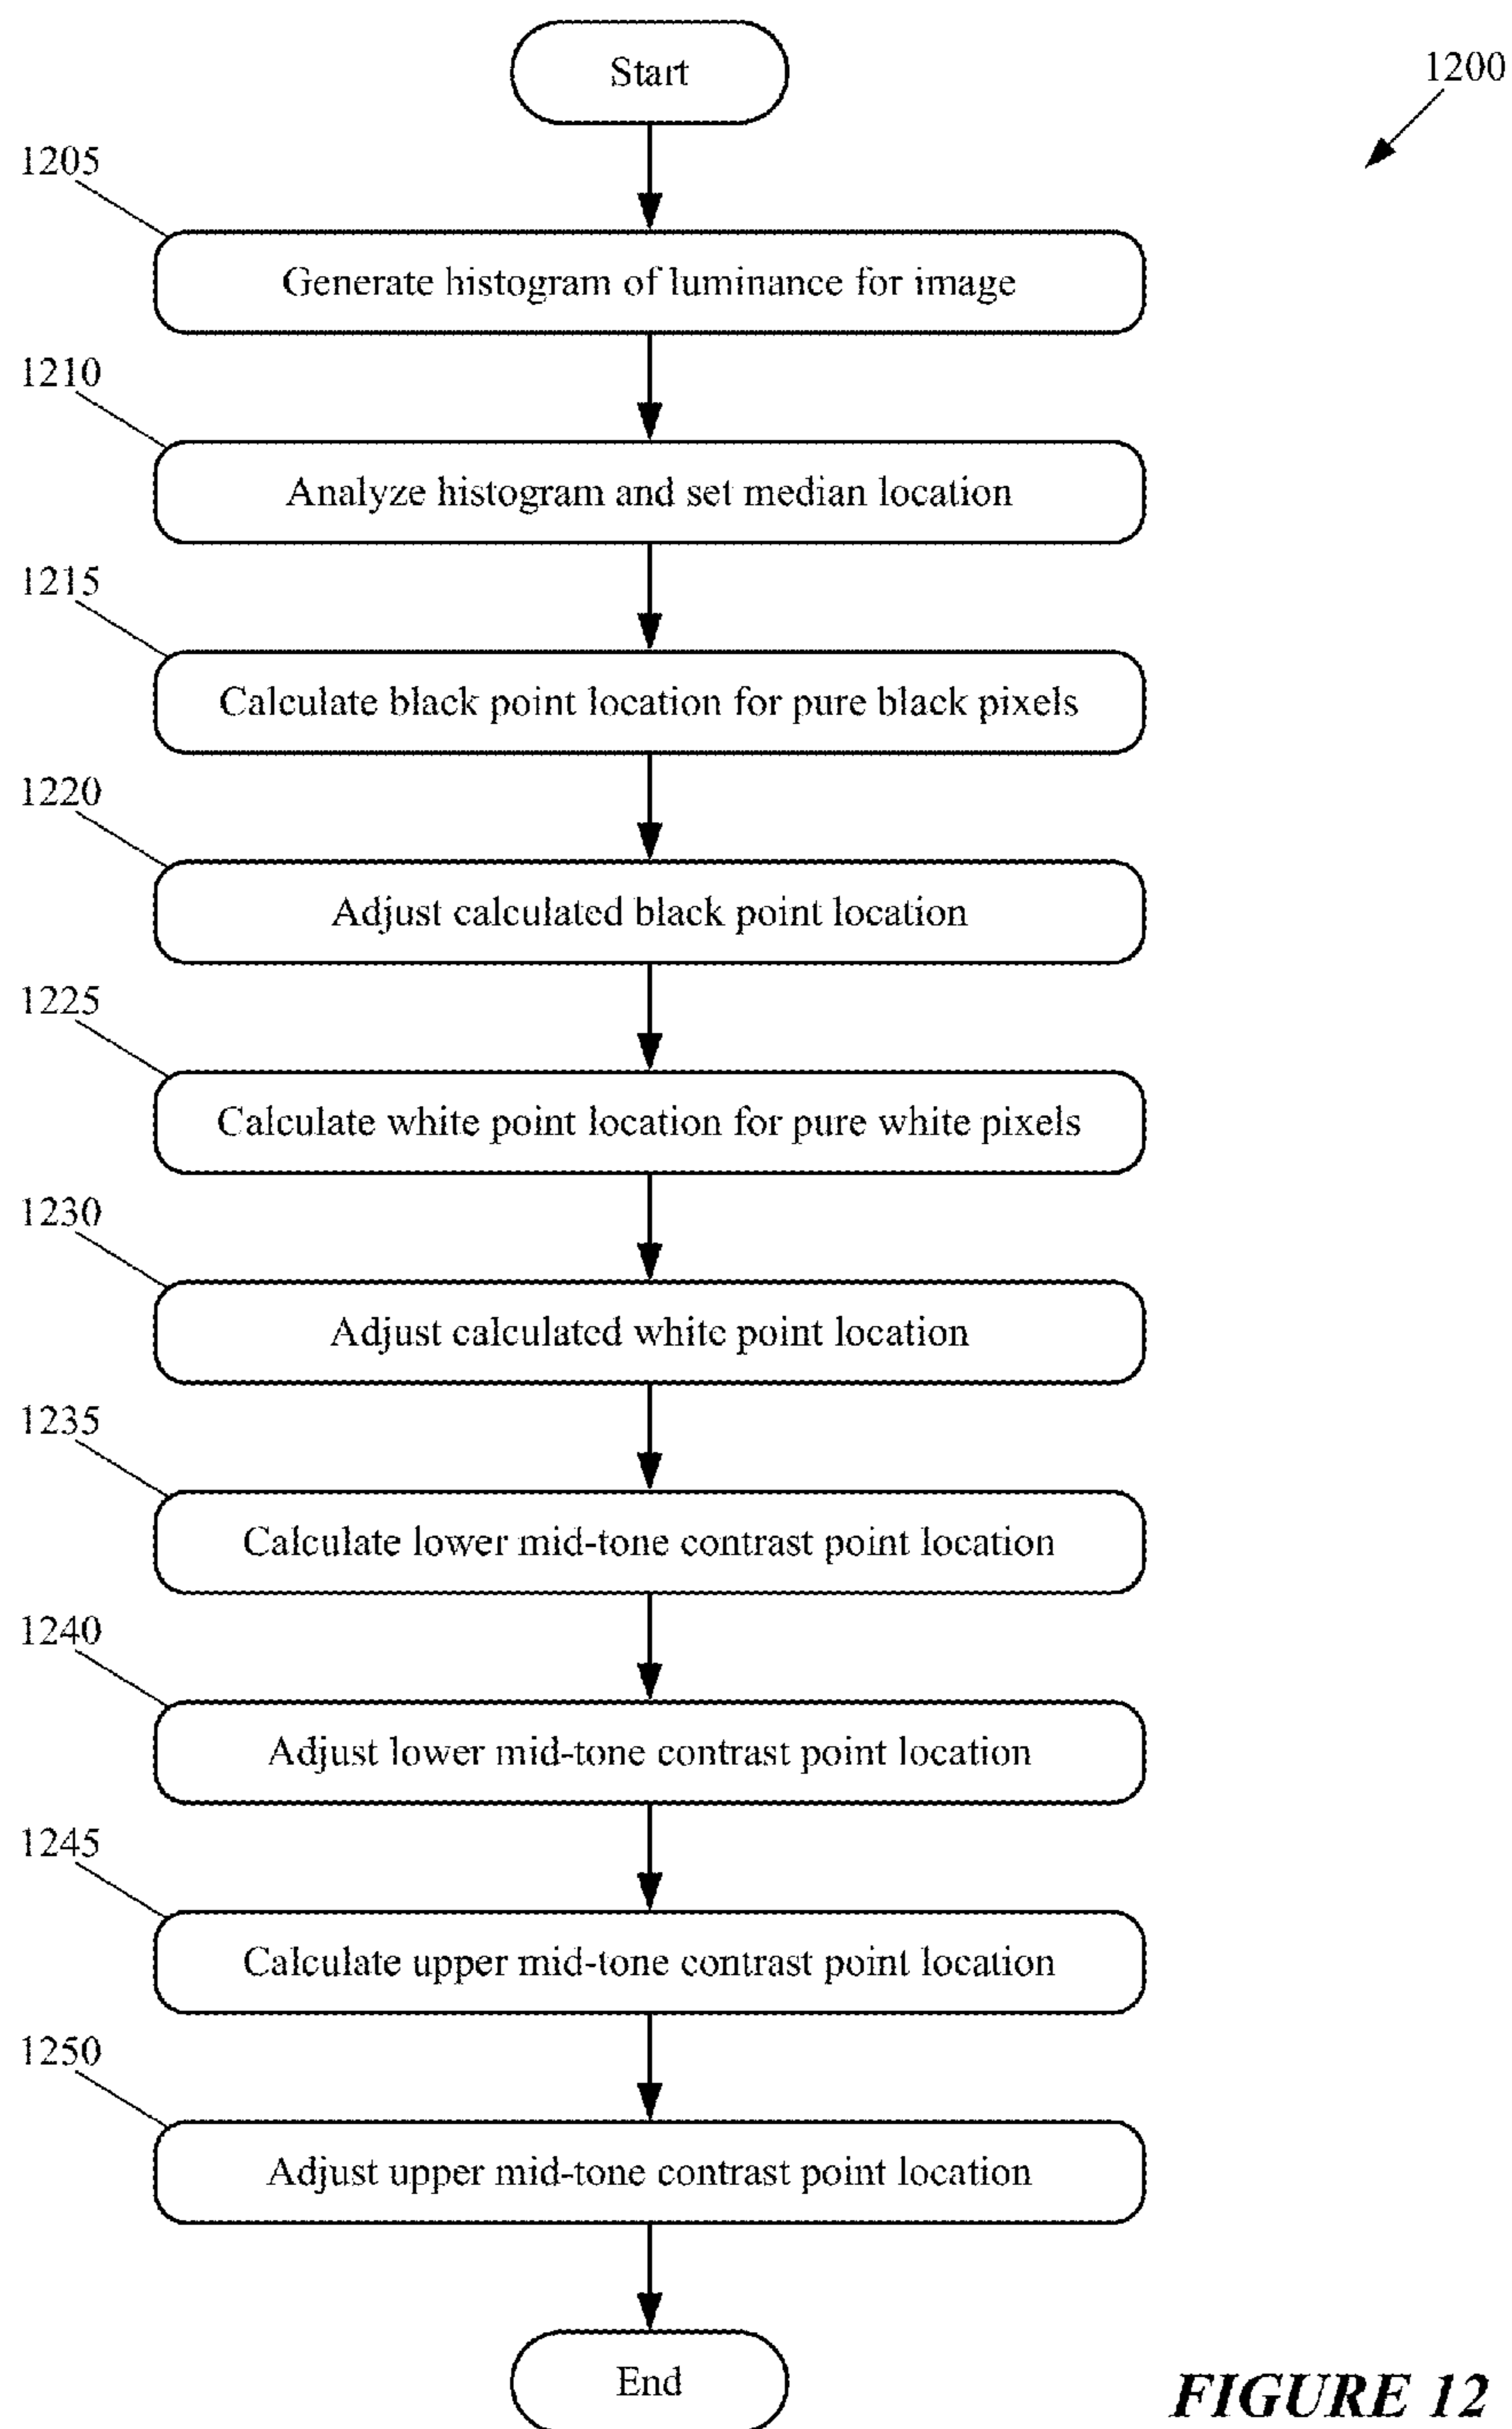 Start
1200
1205
Generate histogram of luminance for image
1210
Analyze histogram and set median location
1215
Calculate black point location for pure black pixels
1220
Adjust calculated black point location
1225
Calculate white point location for pure white pixels
1230
Adjust calculated white point location
1235
Calculate lower mid-tone contrast point location
1240
Adjust lower mid-tone contrast point location
1245
Calculate upper mid-tone contrast point location
1250
Adjust upper mid-tone contrast point location
End
FIGURE 12